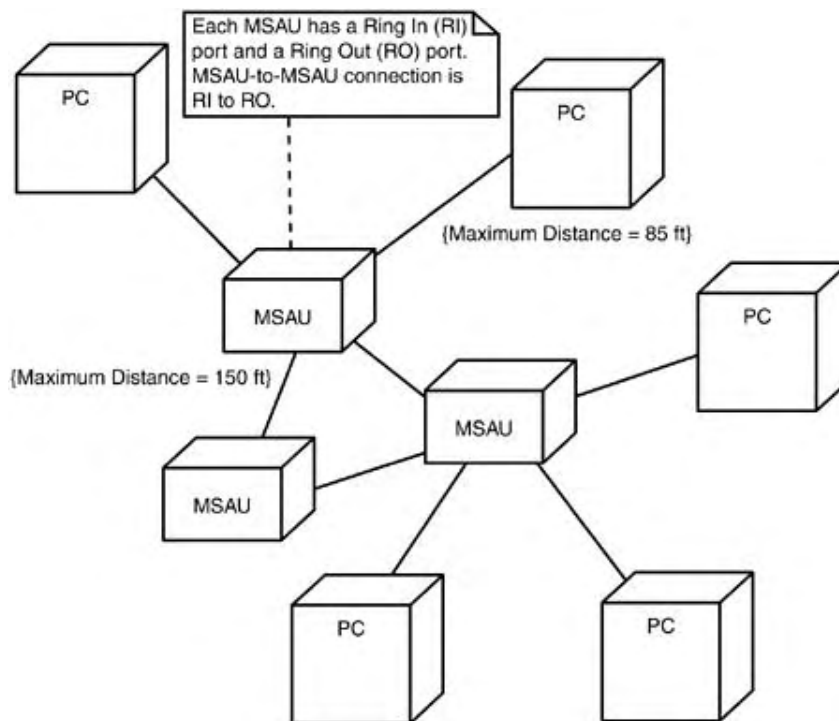 Each MSAU has a Ring In (RI)
port and a Ring Out (RO) port.
MSAU-to-MSAU connection is
RI to RO.
PC
PC
{Maximum Distance = 85 ft}
MSAU
PC
{Maximum Distance = 150 ft}
MSAU
MSAU
PC
PC